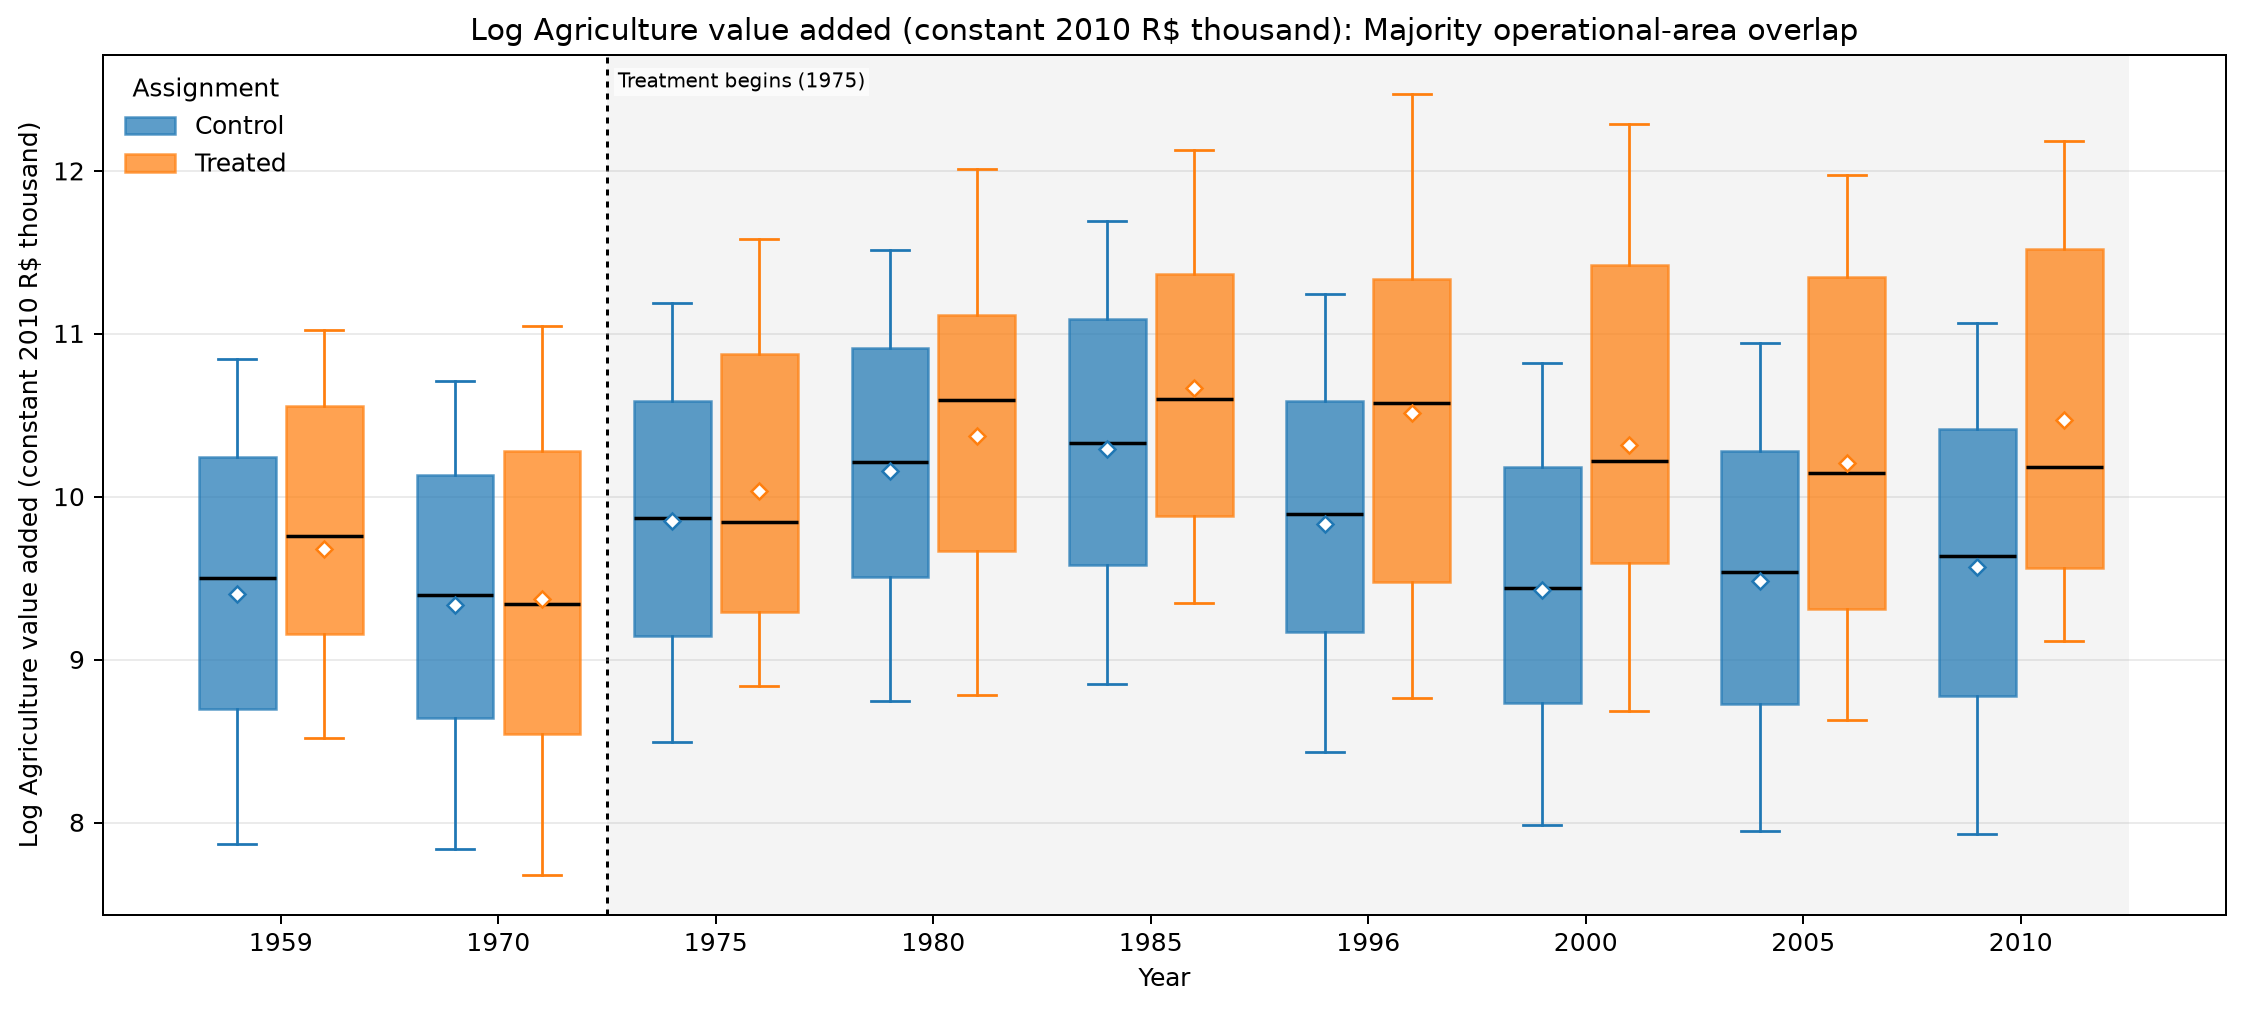 Log Agriculture value added (constant 2010 R$ thousand): Majority operational-area overlap
Log Agriculture value added (constant 2010 R$ thousand)
Assignment
Control
Treated
Treatment begins (1975)
12
11
10
9
8
1959 1970 1975 1980 1985 1996 2000 2005 2010
Year